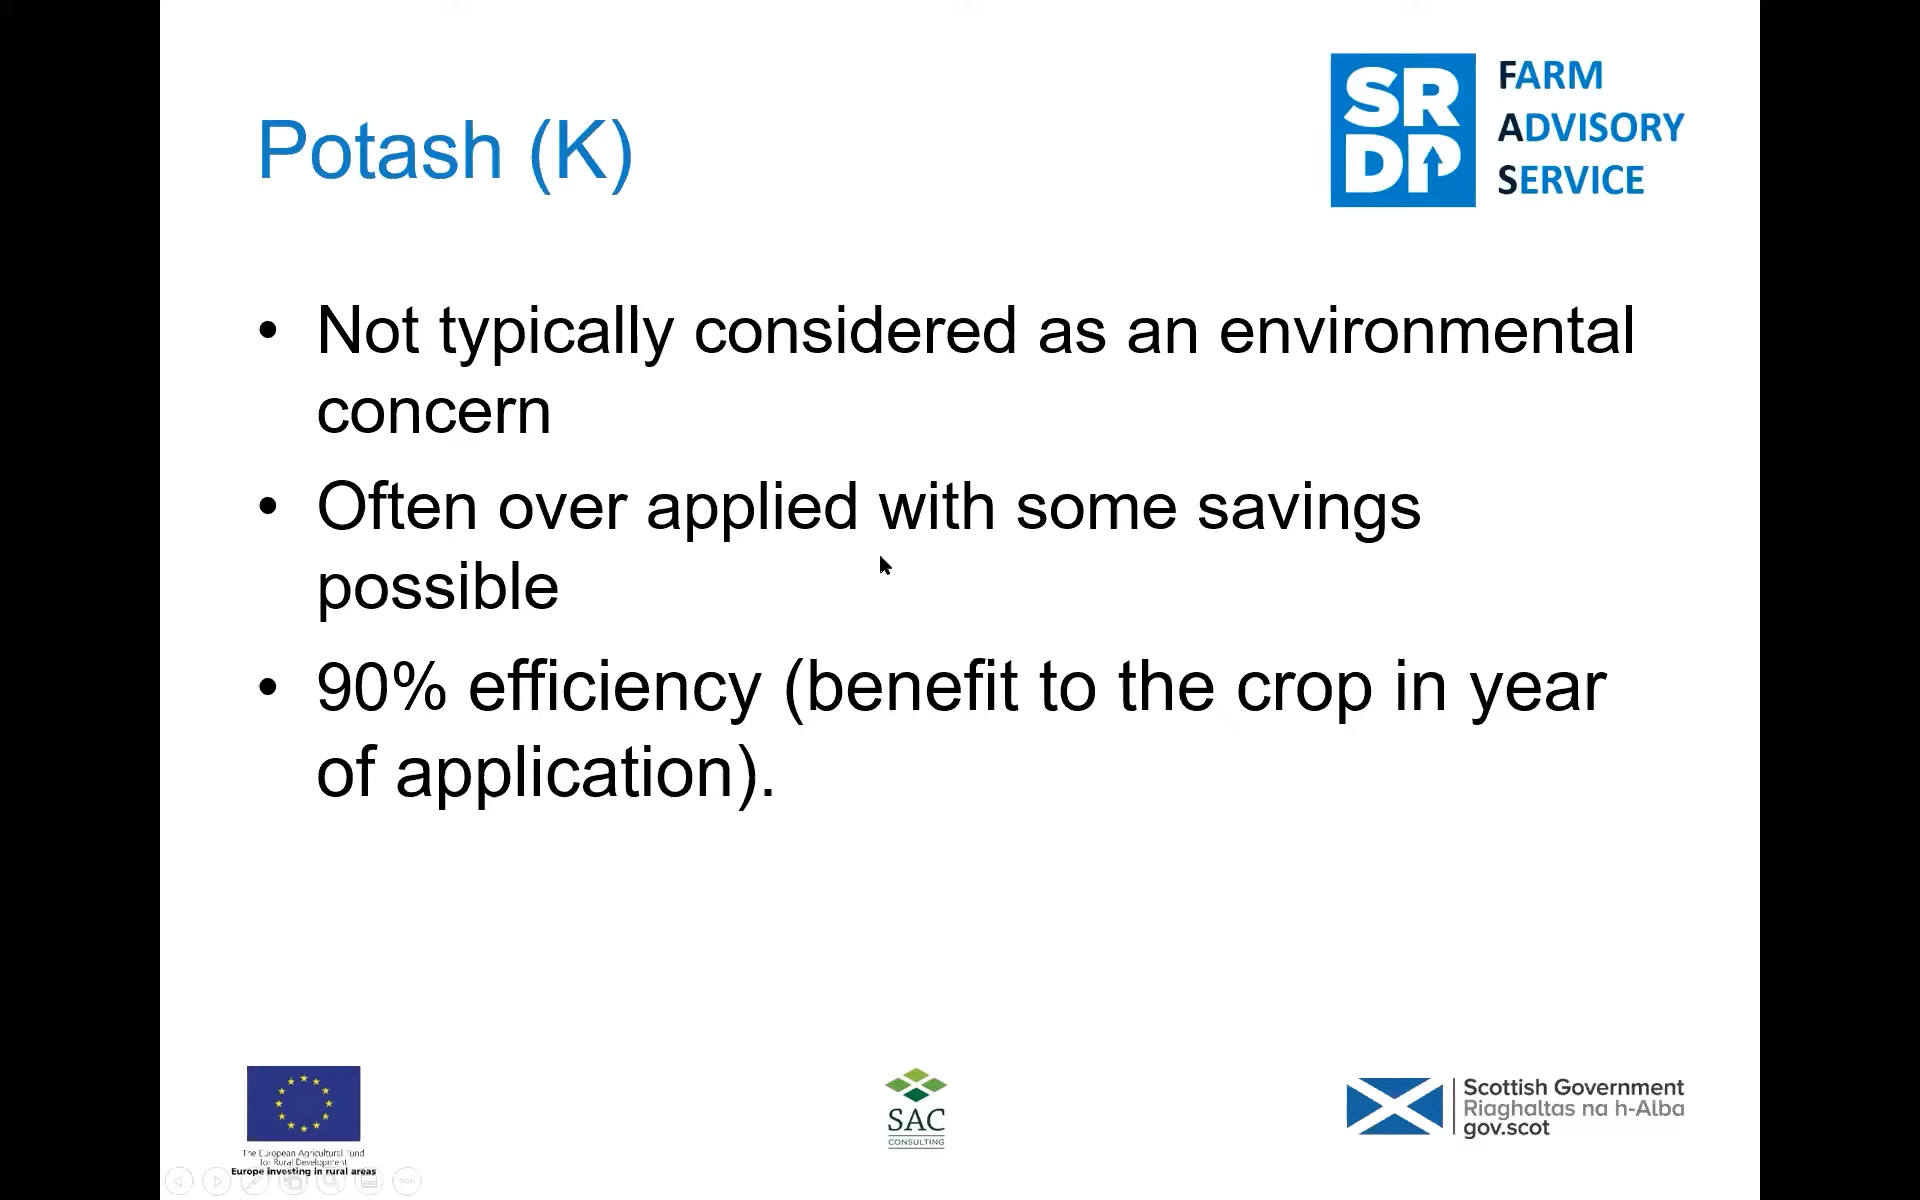 Potash (K)
SR
DP
FARM
ADVISORY
SERVICE
• Not typically considered as an environmental
concern
• Often over applied with some savings
possible
• 90% efficiency (benefit to the crop in year
of application).
The European Agricultural Fund
for Rural Development
Europe investing in rural areas
SAC
CONSULTING
Scottish Government
Riaghaltas na h-Alba
gov.scot